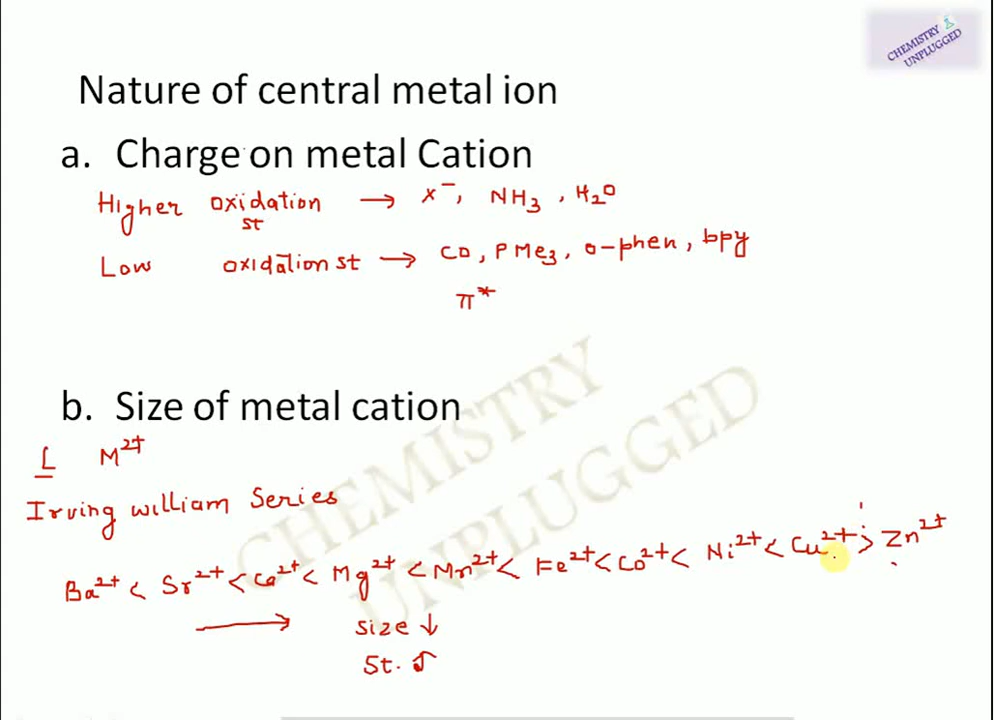 CHEMISTRY
UNPLUGGED
Nature of central metal ion
a. Charge on metal Cation
Higher oxidation st → X⁻, NH3, H2O
Low oxidation st → CO, PMe3, o-phen, bpy
π*
b. Size of metal cation
L M²⁺
Irving william Series
Ba²⁺ < Sr²⁺ < Ca²⁺ < Mg²⁺ < Mn²⁺ < Fe²⁺ < Co²⁺ < Ni²⁺ < Cu²⁺ > Zn²⁺
→ Size ↓
St. ↑
CHEMISTRY
UNPLUGGED